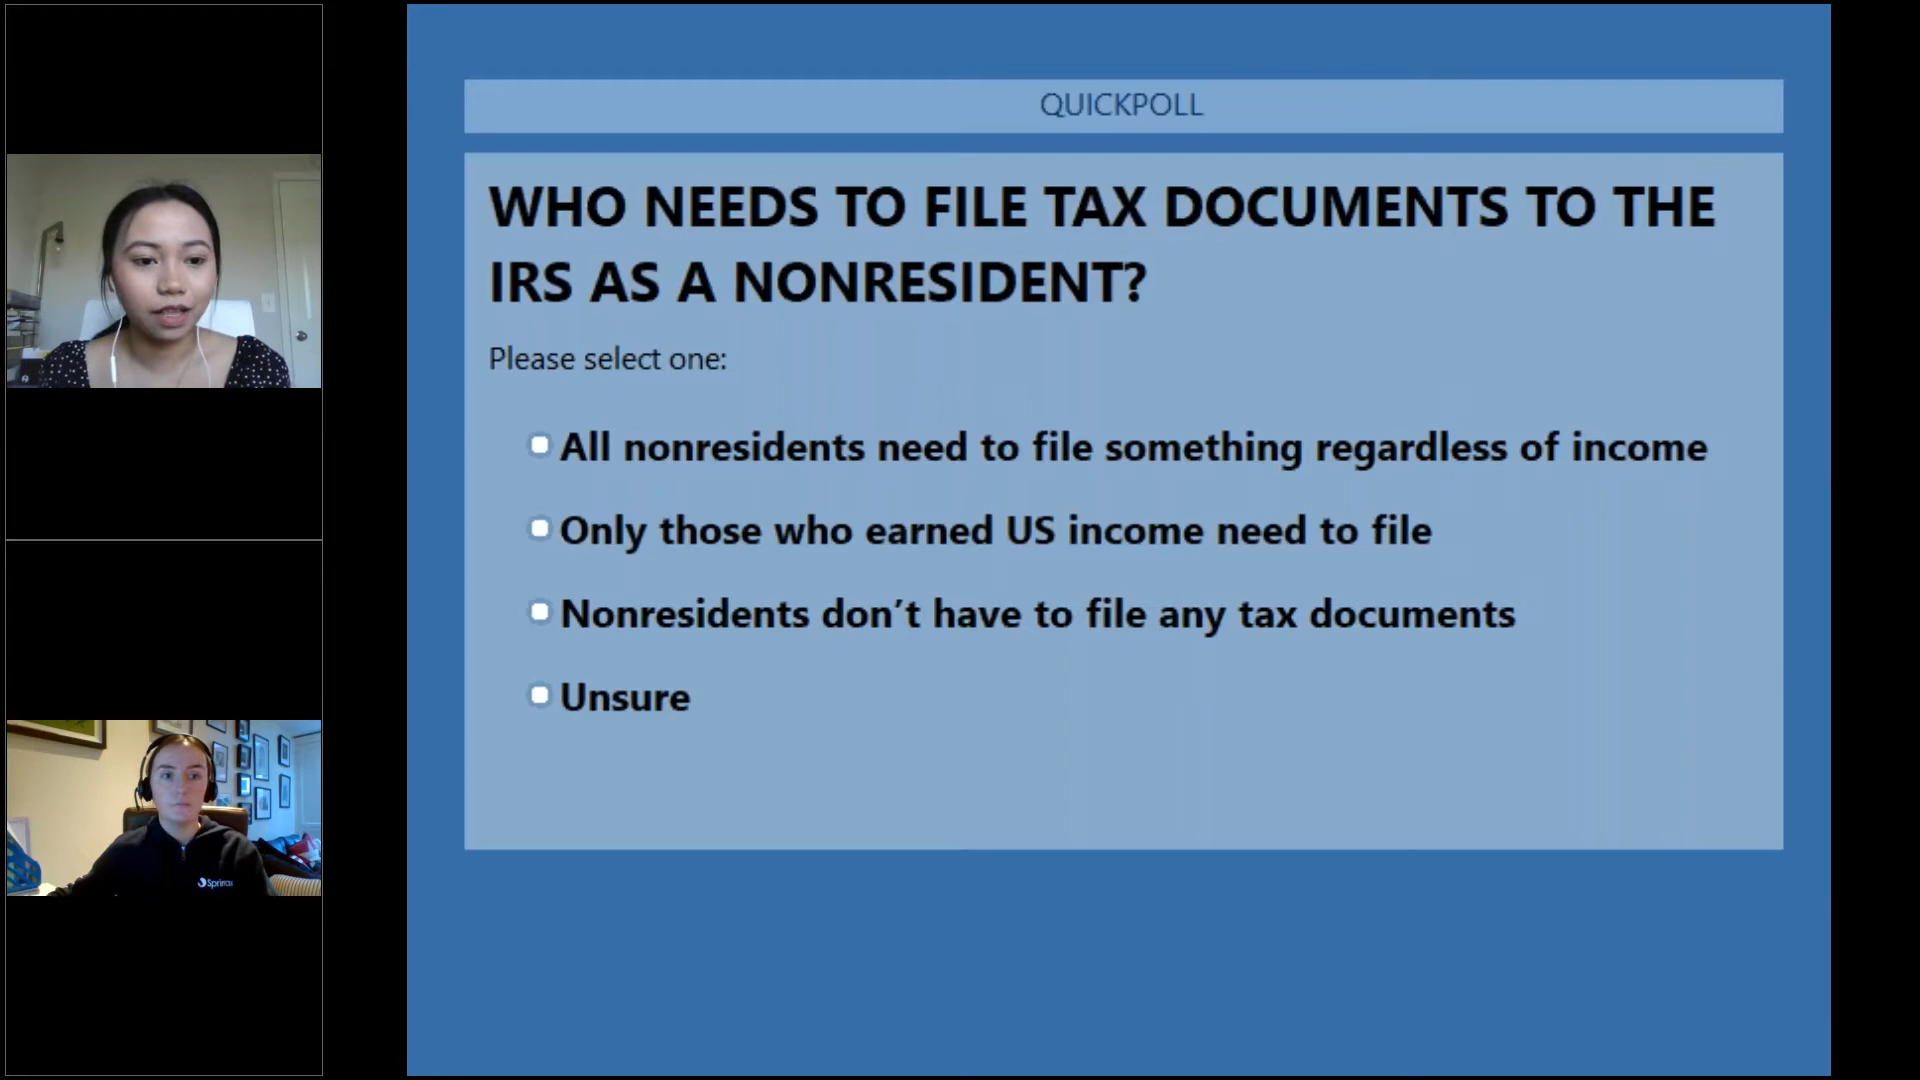 QUICKPOLL
WHO NEEDS TO FILE TAX DOCUMENTS TO THE
IRS AS A NONRESIDENT?
Please select one:
All nonresidents need to file something regardless of income
Only those who earned US income need to file
Nonresidents don’t have to file any tax documents
Unsure